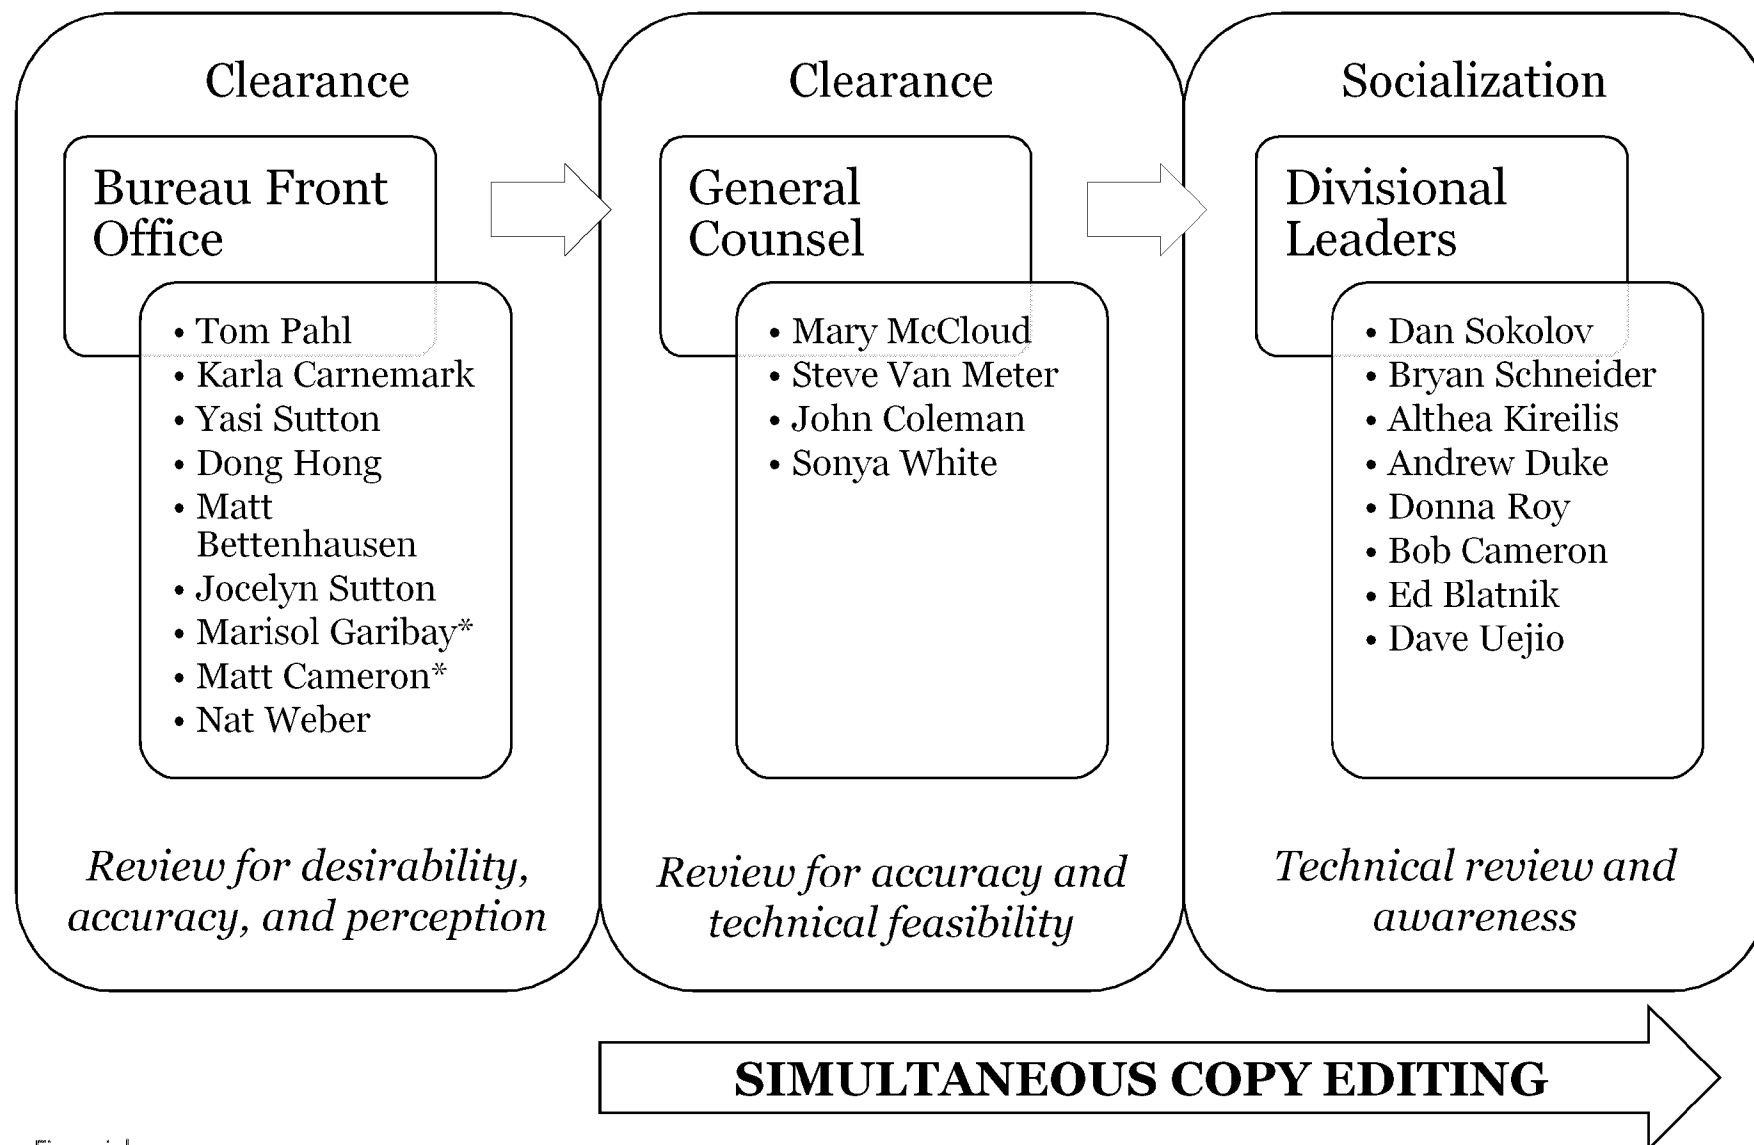 Clearance
Bureau Front
Office
• Tom Pahl
• Karla Carnemark
• Yasi Sutton
• Dong Hong
• Matt
Bettenhausen
• Jocelyn Sutton
• Marisol Garibay*
• Matt Cameron*
• Nat Weber
Review for desirability,
accuracy, and perception
Clearance
General
Counsel
• Mary McCloud
• Steve Van Meter
• John Coleman
• Sonya White
Review for accuracy and
technical feasibility
Socialization
Divisional
Leaders
• Dan Sokolov
• Bryan Schneider
• Althea Kireilis
• Andrew Duke
• Donna Roy
• Bob Cameron
• Ed Blatnik
• Dave Uejio
Technical review and
awareness
SIMULTANEOUS COPY EDITING